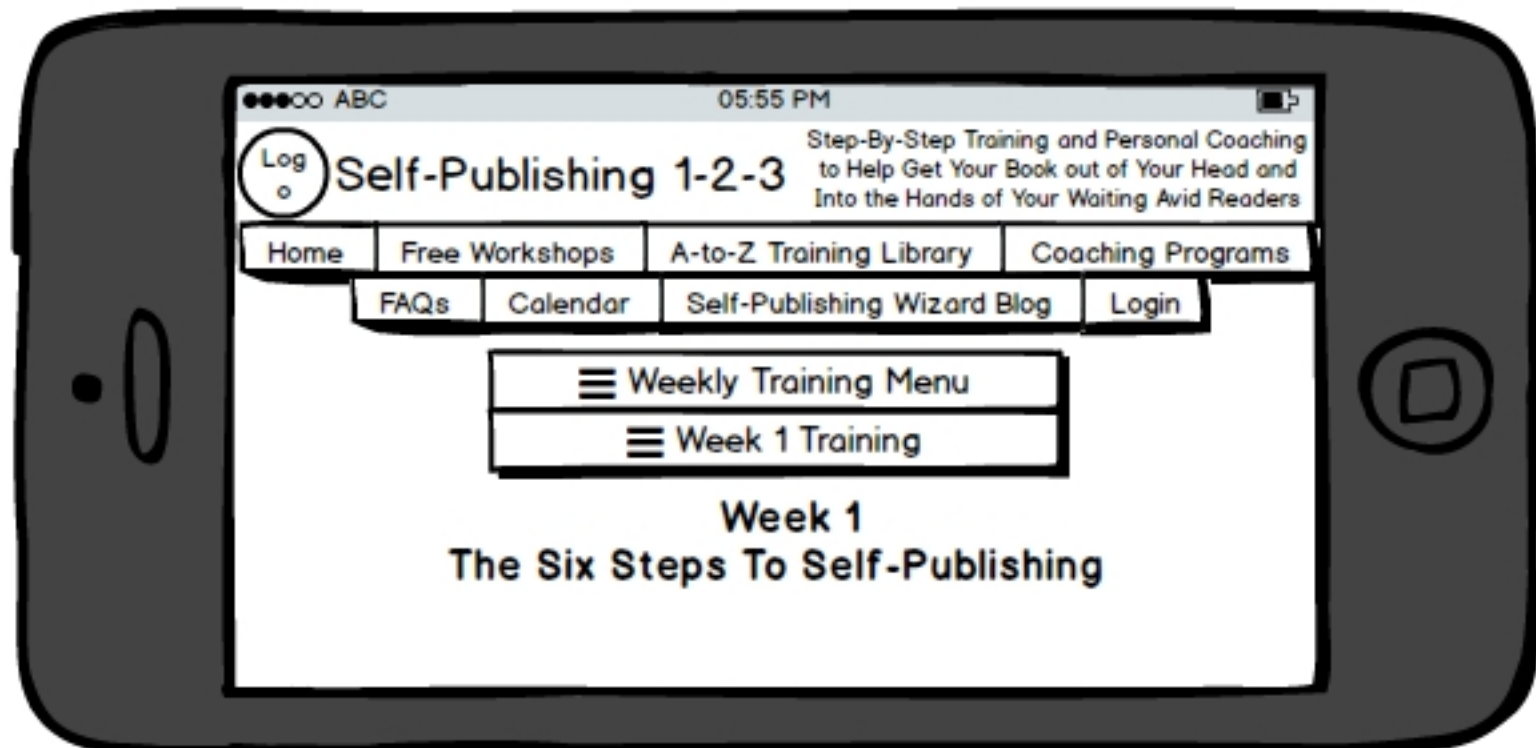 ABC 05:55 PM
Log
o
Self-Publishing 1-2-3
Step-By-Step Training and Personal Coaching
to Help Get Your Book out of Your Head and
Into the Hands of Your Waiting Avid Readers
Home Free Workshops A-to-Z Training Library Coaching Programs
FAQs Calendar Self-Publishing Wizard Blog Login
Weekly Training Menu
Week 1 Training
Week 1
The Six Steps To Self-Publishing